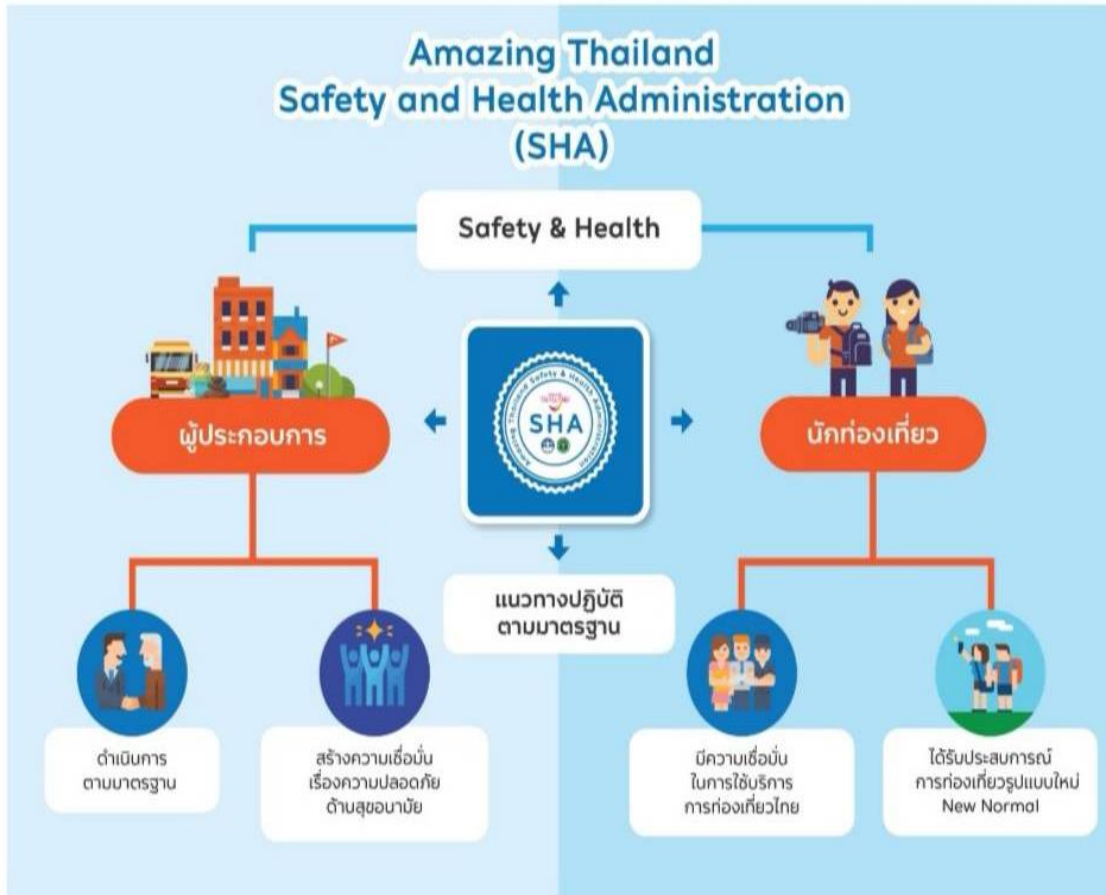 Amazing Thailand
Safety and Health Administration
(SHA)
Safety & Health
ผู้ประกอบการ
Amazing Thailand Safety & Health Administration
SHA
นักท่องเที่ยว
แนวทางปฏิบัติ
ตามมาตรฐาน
ดำเนินการ
ตามมาตรฐาน
สร้างความเชื่อมั่น
เรื่องความปลอดภัย
ด้านสุขอนามัย
มีความเชื่อมั่น
ในการใช้บริการ
การท่องเที่ยวไทย
ได้รับประสบการณ์
การท่องเที่ยวรูปแบบใหม่
New Normal